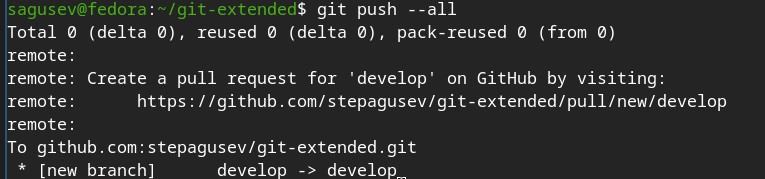 sagusev@fedora:~/git-extended$ git push --all
Total 0 (delta 0), reused 0 (delta 0), pack-reused 0 (from 0)
remote:
remote: Create a pull request for 'develop' on GitHub by visiting:
remote:      https://github.com/stepagusev/git-extended/pull/new/develop
remote:
To github.com:stepagusev/git-extended.git
 * [new branch]      develop -> develop